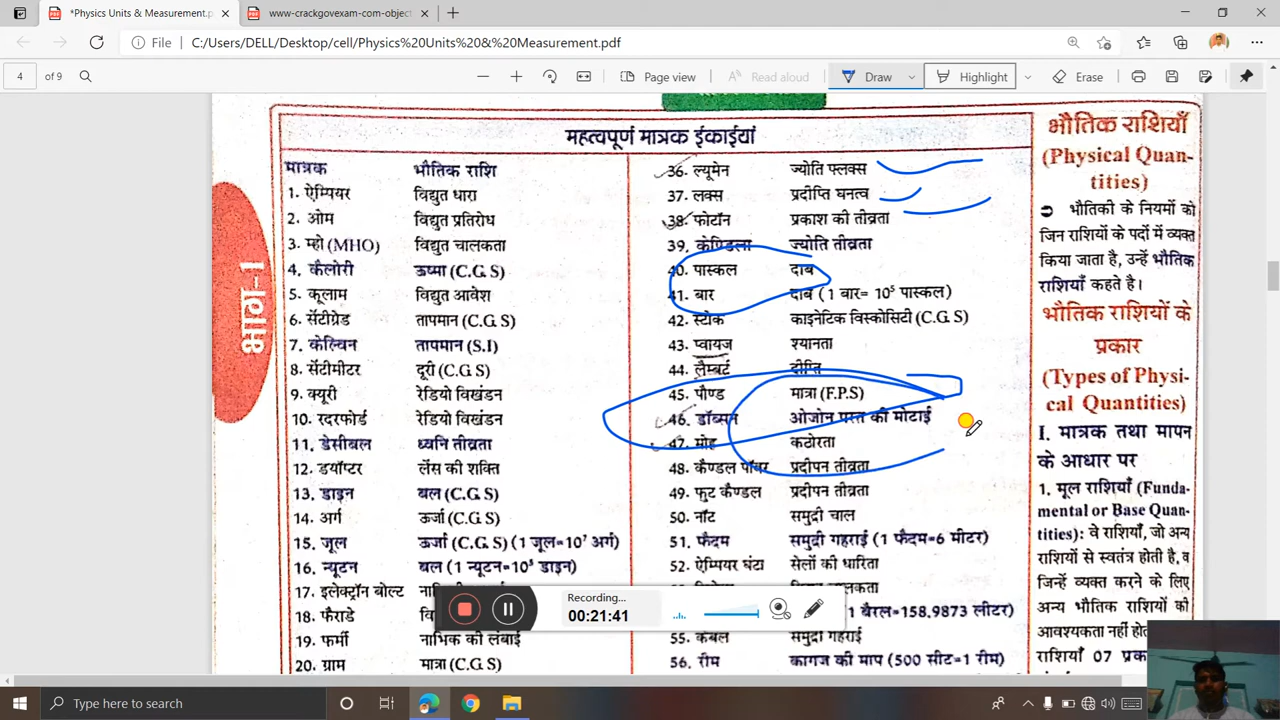 *Physics Units & Measurement.p
www-crackgovexam-com-object
File C:/Users/DELL/Desktop/cell/Physics%20Units%20&%20Measurement.pdf
4 of 9
Page view
Read aloud
Draw
Highlight
Erase
महत्वपूर्ण मात्रक ईकाईयां
मात्रक भौतिक राशि
1. ऐम्पियर विद्युत धारा
2. ओम विद्युत प्रतिरोध
3. म्हो (MHO) विद्युत चालकता
4. कैलोरी ऊष्मा (C.G.S)
5. कूलाम विद्युत आवेश
6. सेंटीग्रेड तापमान (C.G.S)
7. केल्विन तापमान (S.I)
8. सेंटीमीटर दूरी (C.G.S)
9. क्यूरी रेडियो विखंडन
10. रदरफोर्ड रेडियो विखंडन
11. डेसीबल ध्वनि तीव्रता
12. डयॉप्टर लेंस की शक्ति
13. डाइन बल (C.G.S)
14. अर्ग ऊर्जा (C.G.S)
15. जूल ऊर्जा (C.G.S) (1 जूल=10⁷ अर्ग)
16. न्यूटन बल (1 न्यूटन=10⁵ डाइन)
17. इलेक्ट्रॉन बोल्ट
18. फैराडे
19. फर्मी नाभिक की लंबाई
20. ग्राम मात्रा (C.G.S)
36. ल्यूमेन ज्योति फ्लक्स
37. लक्स प्रदीप्ति घनत्व
38. फोटॉन प्रकाश की तीव्रता
39. केण्डिला ज्योति तीव्रता
40. पास्कल दाब
41. बार दाब (1 बार= 10⁵ पास्कल)
42. स्टोक काइनेटिक विस्कोसिटी (C.G.S)
43. प्वायज श्यानता
44. लैम्बर्ट दीप्ति
45. पौण्ड मात्रा (F.P.S)
46. डॉब्सन ओजोन परत की मोटाई
47. मोह कठोरता
48. कैण्डल पॉवर प्रदीपन तीव्रता
49. फुट कैण्डल प्रदीपन तीव्रता
50. नॉट समुद्री चाल
51. फैदम समुद्री गहराई (1 फैदम=6 मीटर)
52. ऐम्पियर घंटा सेलों की धारिता
चालकता
1 बैरल=158.9873 लीटर)
55. केबल समुद्री गहराई
56. रीम कागज की माप (500 सीट=1 रीम)
भाग-1
भौतिक राशियाँ
(Physical Quan-
tities)
भौतिकी के नियमों को
जिन राशियों के पदों में व्यक्त
किया जाता है, उन्हें भौतिक
राशियाँ कहते है।
भौतिक राशियों के
प्रकार
(Types of Physi-
cal Quantities)
I. मात्रक तथा मापन
के आधार पर
1. मूल राशियाँ (Funda-
mental or Base Quan-
tities): वे राशियाँ, जो अन्य
राशियों से स्वतंत्र होती है, व
जिन्हें व्यक्त करने के लिए
अन्य भौतिक राशियों की
आवश्यकता नहीं
राशियाँ 07
Recording...
00:21:41
Type here to search